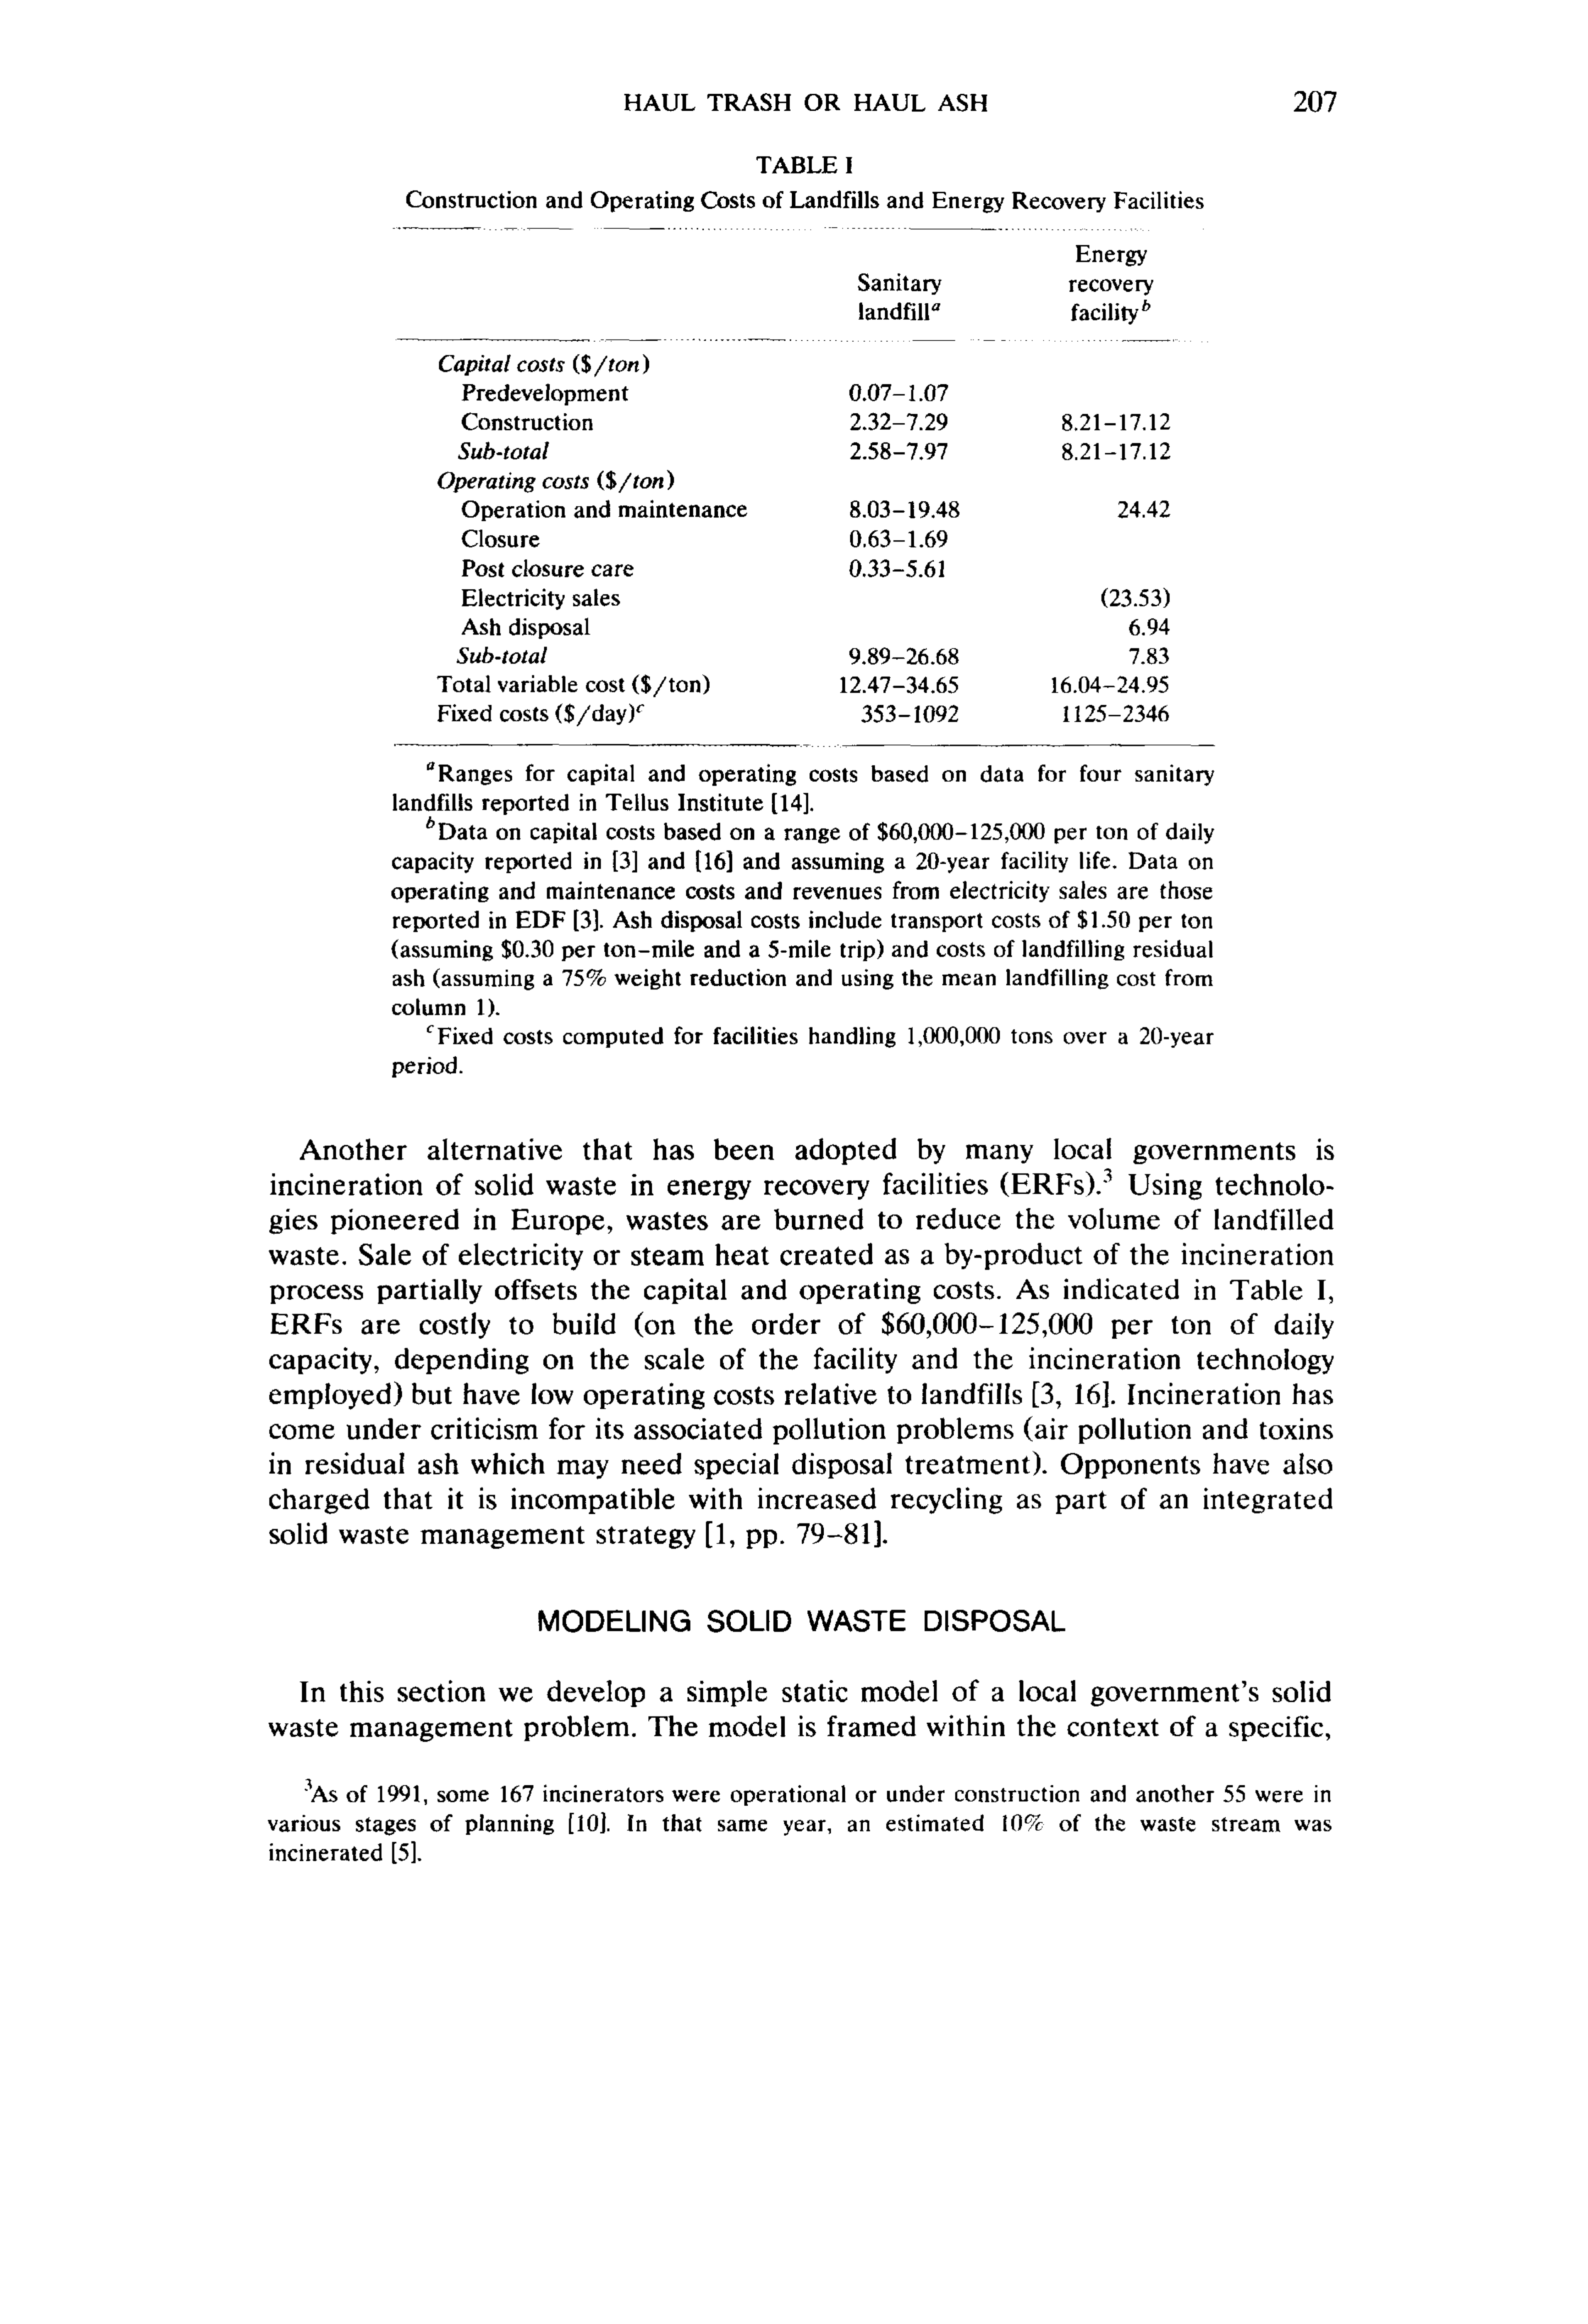 HAUL TRASH OR HAUL ASH 207
TABLE I
Construction and Operating Costs of Landfills and Energy Recovery Facilities
Energy
Sanitary recovery
landfill^a facility^b
Capital costs ($/ton)
Predevelopment 0.07–1.07
Construction 2.32–7.29 8.21–17.12
Sub-total 2.58–7.97 8.21–17.12
Operating costs ($/ton)
Operation and maintenance 8.03–19.48 24.42
Closure 0.63–1.69
Post closure care 0.33–5.61
Electricity sales (23.53)
Ash disposal 6.94
Sub-total 9.89–26.68 7.83
Total variable cost ($/ton) 12.47–34.65 16.04–24.95
Fixed costs ($/day)^c 353–1092 1125–2346
^aRanges for capital and operating costs based on data for four sanitary
landfills reported in Tellus Institute [14].
^bData on capital costs based on a range of $60,000–125,000 per ton of daily
capacity reported in [3] and [16] and assuming a 20-year facility life. Data on
operating and maintenance costs and revenues from electricity sales are those
reported in EDF [3]. Ash disposal costs include transport costs of $1.50 per ton
(assuming $0.30 per ton–mile and a 5-mile trip) and costs of landfilling residual
ash (assuming a 75% weight reduction and using the mean landfilling cost from
column 1).
^cFixed costs computed for facilities handling 1,000,000 tons over a 20-year
period.
Another alternative that has been adopted by many local governments is
incineration of solid waste in energy recovery facilities (ERFs).³ Using technolo-
gies pioneered in Europe, wastes are burned to reduce the volume of landfilled
waste. Sale of electricity or steam heat created as a by-product of the incineration
process partially offsets the capital and operating costs. As indicated in Table I,
ERFs are costly to build (on the order of $60,000–125,000 per ton of daily
capacity, depending on the scale of the facility and the incineration technology
employed) but have low operating costs relative to landfills [3, 16]. Incineration has
come under criticism for its associated pollution problems (air pollution and toxins
in residual ash which may need special disposal treatment). Opponents have also
charged that it is incompatible with increased recycling as part of an integrated
solid waste management strategy [1, pp. 79–81].
MODELING SOLID WASTE DISPOSAL
In this section we develop a simple static model of a local government's solid
waste management problem. The model is framed within the context of a specific,
³As of 1991, some 167 incinerators were operational or under construction and another 55 were in
various stages of planning [10]. In that same year, an estimated 10% of the waste stream was
incinerated [5].